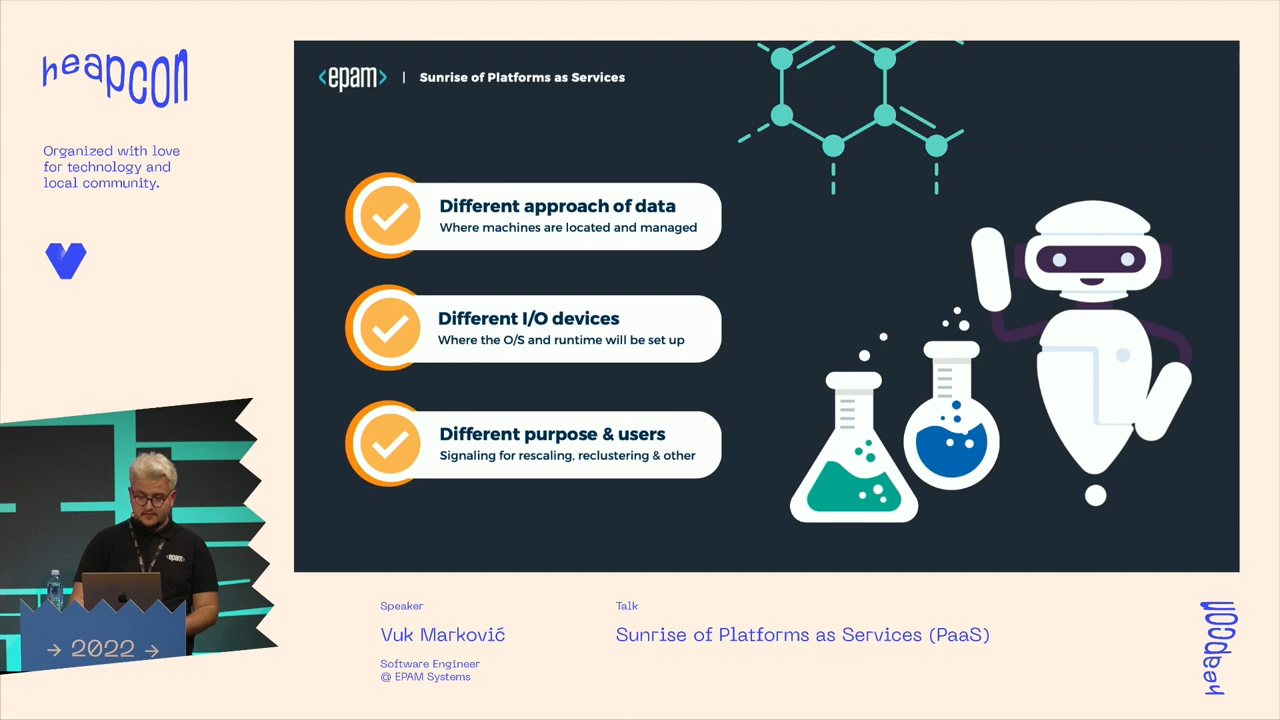 heapcon
Organized with love
for technology and
local community.
<epam> | Sunrise of Platforms as Services
Different approach of data
Where machines are located and managed
Different I/O devices
Where the O/S and runtime will be set up
Different purpose & users
Signaling for rescaling, reclustering & other
<epam>
→ 2022 →
Speaker
Vuk Marković
Software Engineer
@ EPAM Systems
Talk
Sunrise of Platforms as Services (PaaS)
heapcon